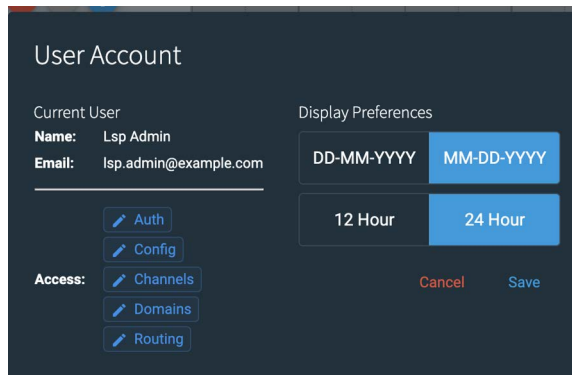 User Account
Current User
Name: Lsp Admin
Email: lsp.admin@example.com
Access:
Auth
Config
Channels
Domains
Routing
Display Preferences
DD-MM-YYYY MM-DD-YYYY
12 Hour 24 Hour
Cancel Save